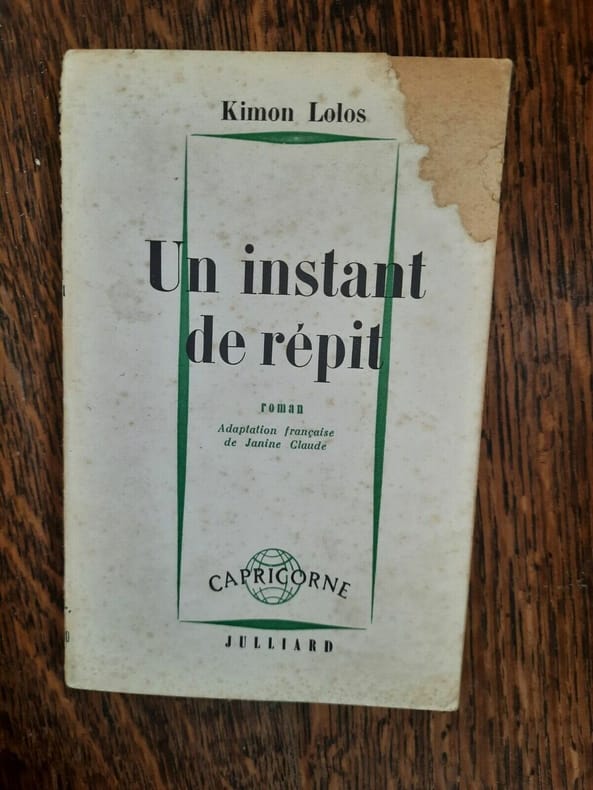 Kimon Lolos
Un instant
de répit
roman
Adaptation française
de Janine Claude
CAPRICORNE
JULLIARD